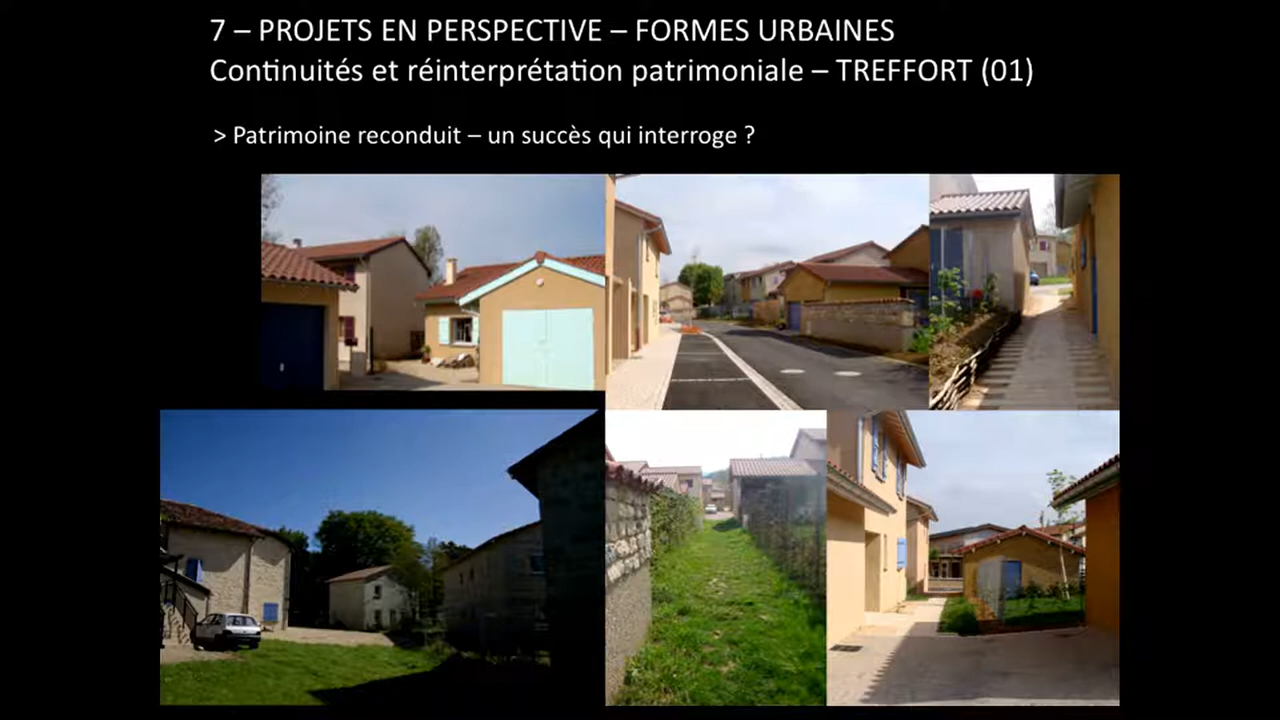 7 – PROJETS EN PERSPECTIVE – FORMES URBAINES
Continuités et réinterprétation patrimoniale – TREFFORT (01)
> Patrimoine reconduit – un succès qui interroge ?